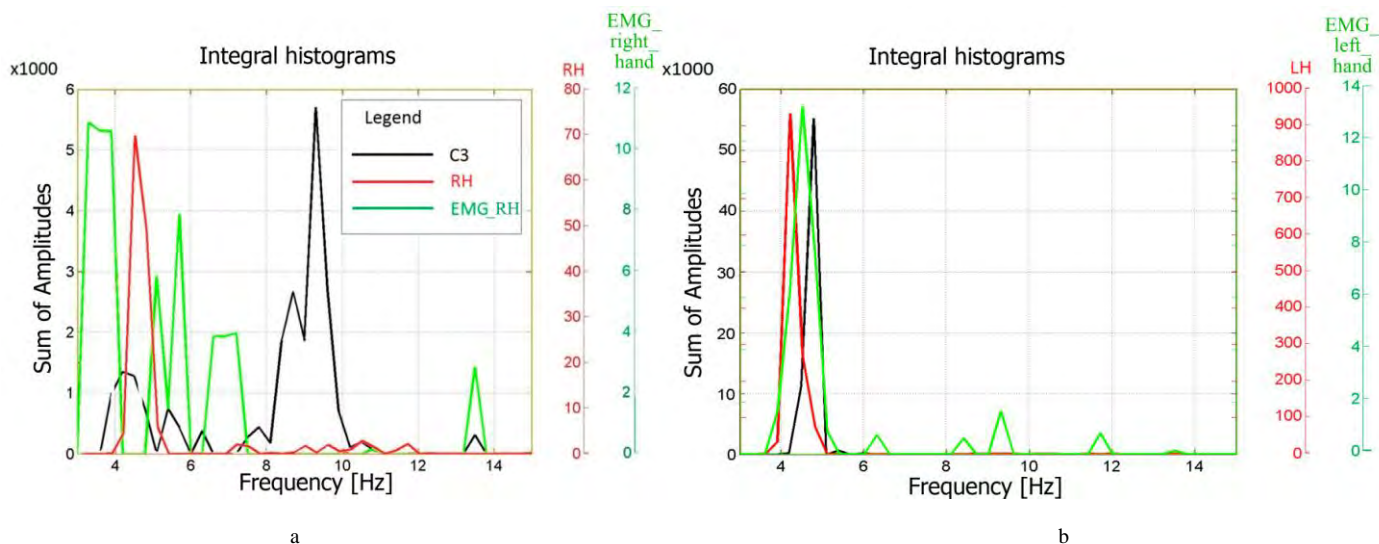 EMG_
right_
hand
Integral histograms
x1000
RH
6
5
4
3
2
1
0
80
70
60
50
40
30
20
10
0
12
10
8
6
4
2
0
Legend
C3
RH
EMG_RH
Sum of Amplitudes
4
6
8
10
12
14
Frequency [Hz]
a
EMG_
left_
hand
Integral histograms
x1000
LH
60
50
40
30
20
10
0
1000
900
800
700
600
500
400
300
200
100
0
14
12
10
8
6
4
2
0
Sum of Amplitudes
4
6
8
10
12
14
Frequency [Hz]
b